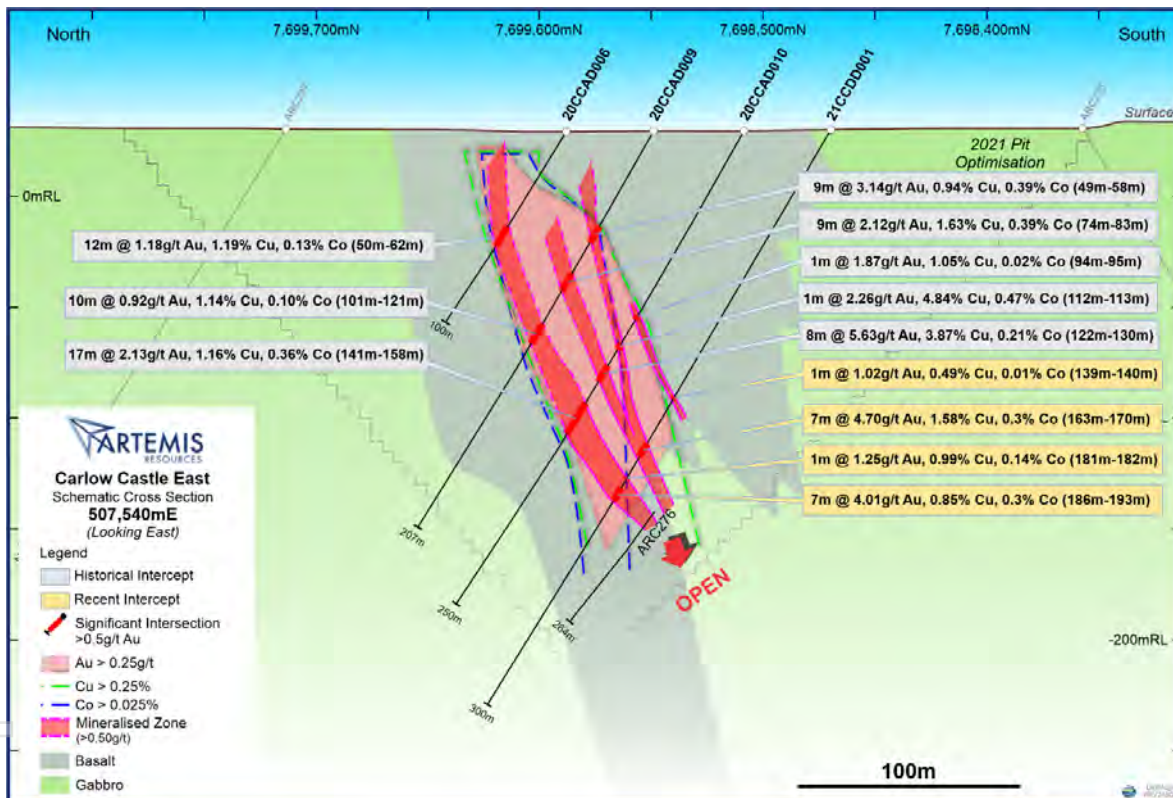 North
7,699,700mN
7,699,600mN
7,698,500mN
7,698,400mN
South
20CCAD006
20CCAD009
20CCAD010
21CCDD001
Surface
2021 Pit
Optimisation
0mRL
9m @ 3.14g/t Au, 0.94% Cu, 0.39% Co (49m-58m)
9m @ 2.12g/t Au, 1.63% Cu, 0.39% Co (74m-83m)
12m @ 1.18g/t Au, 1.19% Cu, 0.13% Co (50m-62m)
1m @ 1.87g/t Au, 1.05% Cu, 0.02% Co (94m-95m)
10m @ 0.92g/t Au, 1.14% Cu, 0.10% Co (101m-121m)
1m @ 2.26g/t Au, 4.84% Cu, 0.47% Co (112m-113m)
100m
8m @ 5.63g/t Au, 3.87% Cu, 0.21% Co (122m-130m)
17m @ 2.13g/t Au, 1.16% Cu, 0.36% Co (141m-158m)
1m @ 1.02g/t Au, 0.49% Cu, 0.01% Co (139m-140m)
7m @ 4.70g/t Au, 1.58% Cu, 0.3% Co (163m-170m)
1m @ 1.25g/t Au, 0.99% Cu, 0.14% Co (181m-182m)
7m @ 4.01g/t Au, 0.85% Cu, 0.3% Co (186m-193m)
ARC276
OPEN
207m
250m
264m
300m
-200mRL
ARTEMIS
RESOURCES
Carlow Castle East
Schematic Cross Section
507,540mE
(Looking East)
Legend
Historical Intercept
Recent Intercept
Significant Intersection
>0.5g/t Au
Au > 0.25g/t
Cu > 0.25%
Co > 0.025%
Mineralised Zone
(>0.50g/t)
Basalt
Gabbro
100m